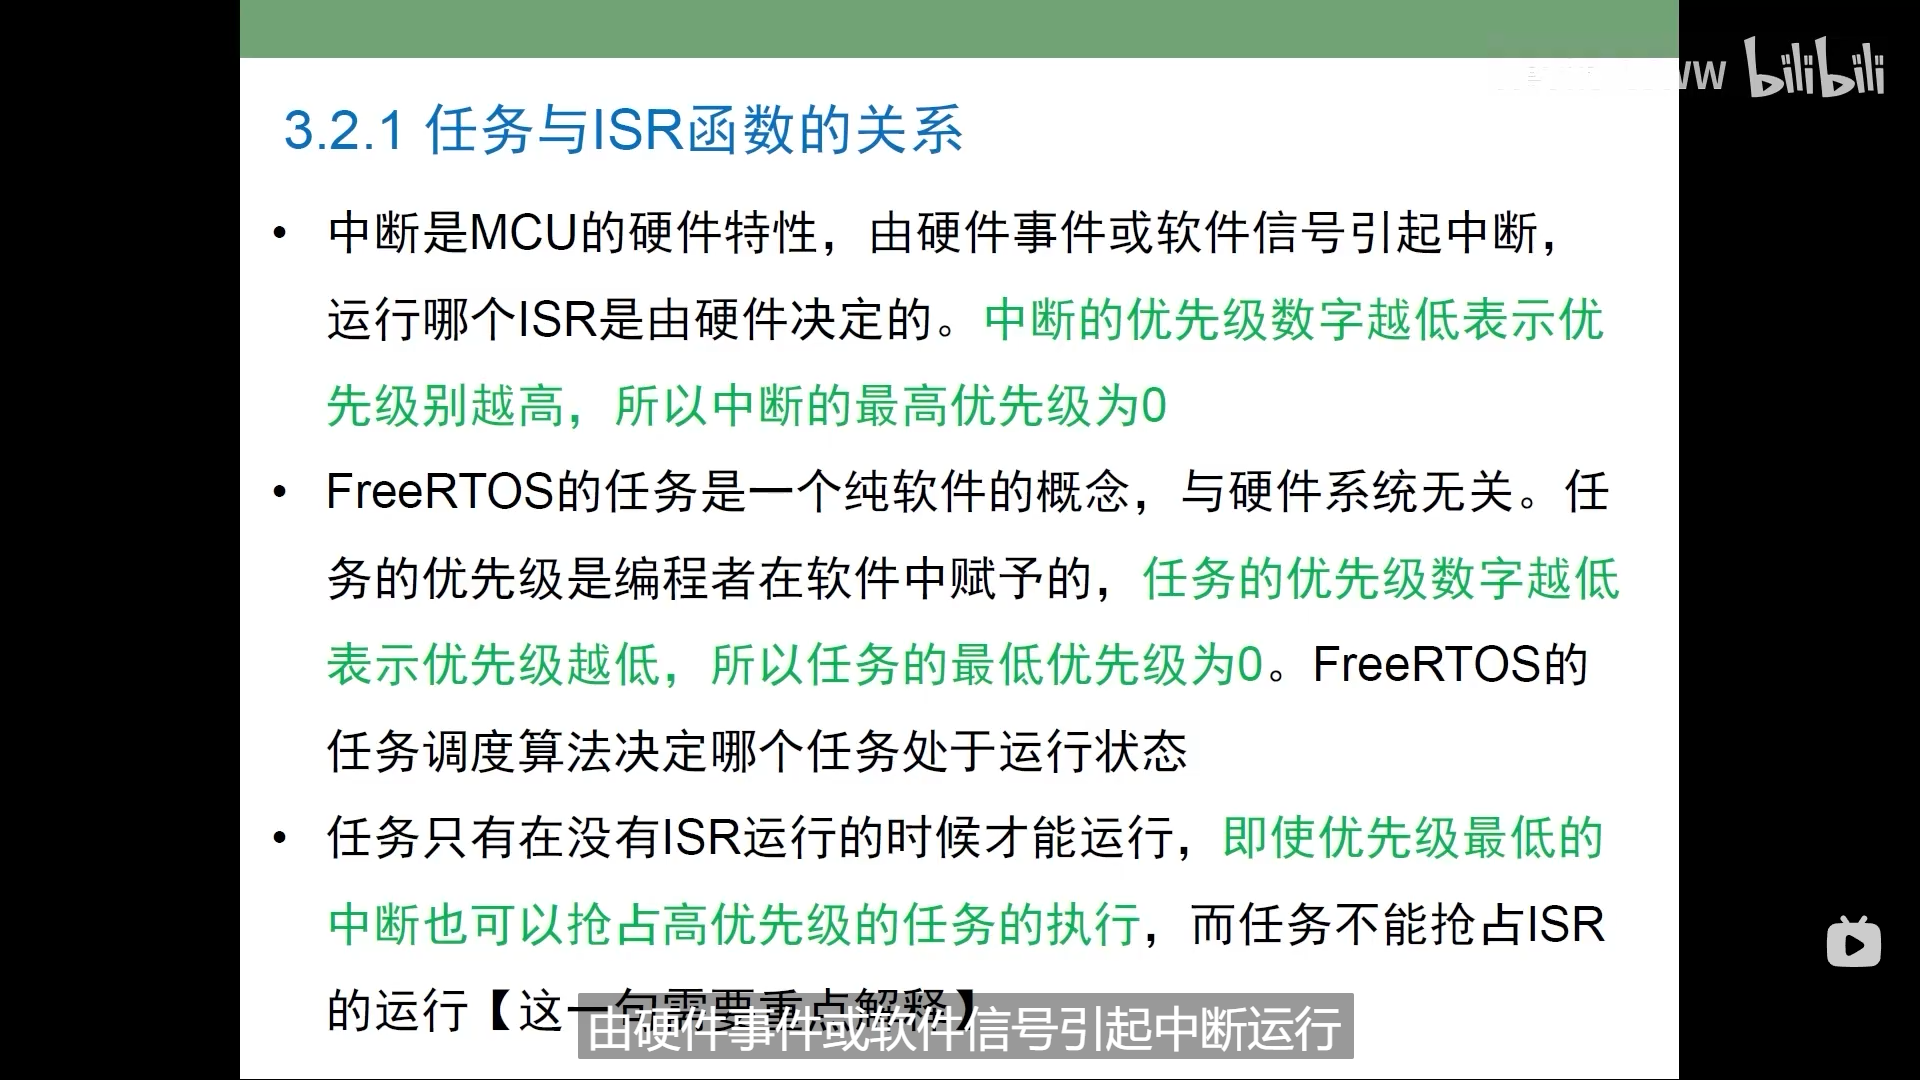 bilibili
3.2.1 任务与ISR函数的关系
• 中断是MCU的硬件特性，由硬件事件或软件信号引起中断，
运行哪个ISR是由硬件决定的。中断的优先级数字越低表示优
先级别越高，所以中断的最高优先级为0
• FreeRTOS的任务是一个纯软件的概念，与硬件系统无关。任
务的优先级是编程者在软件中赋予的，任务的优先级数字越低
表示优先级越低，所以任务的最低优先级为0。FreeRTOS的
任务调度算法决定哪个任务处于运行状态
• 任务只有在没有ISR运行的时候才能运行，即使优先级最低的
中断也可以抢占高优先级的任务的执行，而任务不能抢占ISR
的运行【这一句需要重点解释】
由硬件事件或软件信号引起中断运行